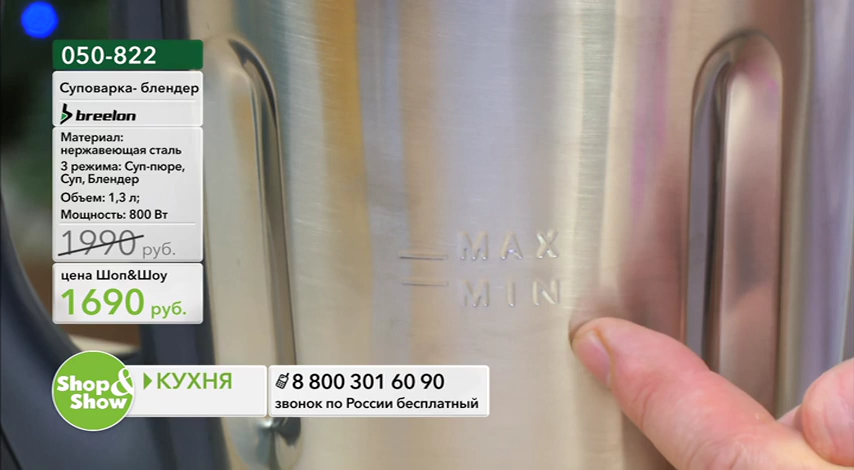 050-822
Суповарка- блендер
breelon
Материал:
нержавеющая сталь
3 режима: Суп-пюре,
Суп, Блендер
Объем: 1,3 л;
Мощность: 800 Вт
1990 руб.
цена Шоп&Шоу
1690 руб.
MAX
MIN
Shop&
Show
КУХНЯ
8 800 301 60 90
звонок по России бесплатный